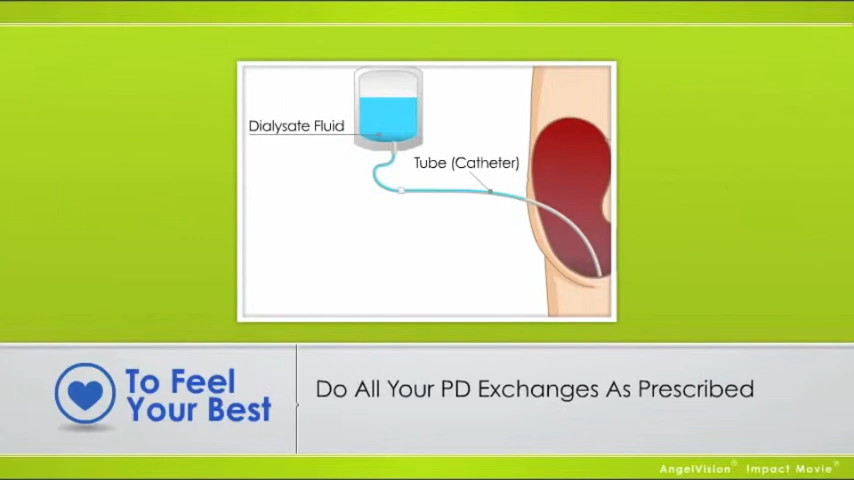 Dialysate Fluid
Tube (Catheter)
To Feel
Your Best
Do All Your PD Exchanges As Prescribed
AngelVision® Impact Movie®